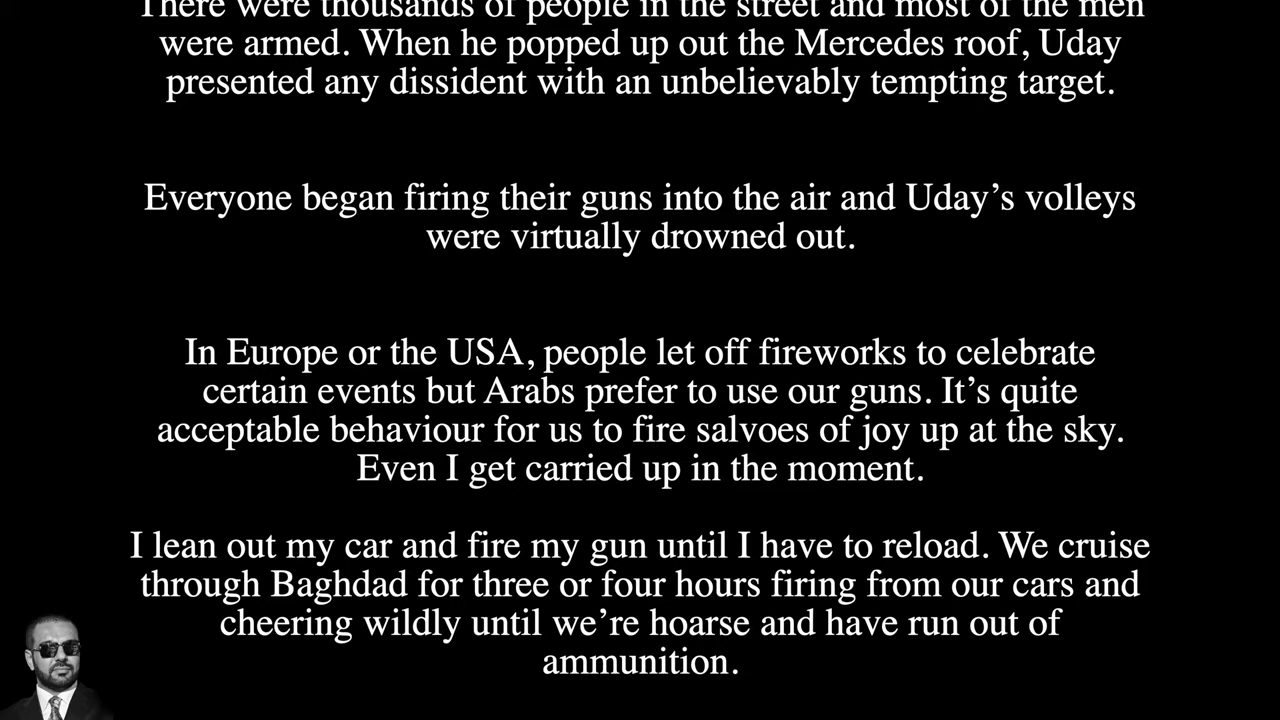 There were thousands of people in the street and most of the men
were armed. When he popped up out the Mercedes roof, Uday
presented any dissident with an unbelievably tempting target.
Everyone began firing their guns into the air and Uday’s volleys
were virtually drowned out.
In Europe or the USA, people let off fireworks to celebrate
certain events but Arabs prefer to use our guns. It’s quite
acceptable behaviour for us to fire salvoes of joy up at the sky.
Even I get carried up in the moment.
I lean out my car and fire my gun until I have to reload. We cruise
through Baghdad for three or four hours firing from our cars and
cheering wildly until we’re hoarse and have run out of
ammunition.